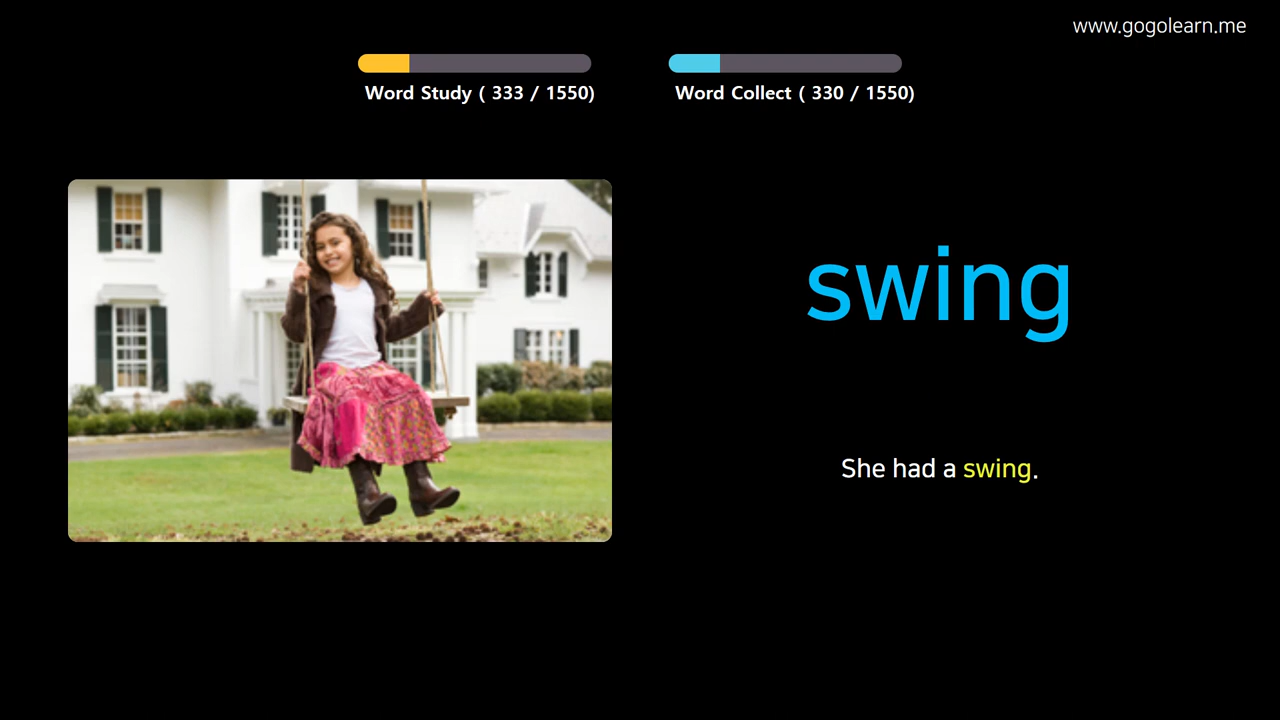 www.gogolearn.me
Word Study ( 333 / 1550)
Word Collect ( 330 / 1550)
swing
She had a swing.